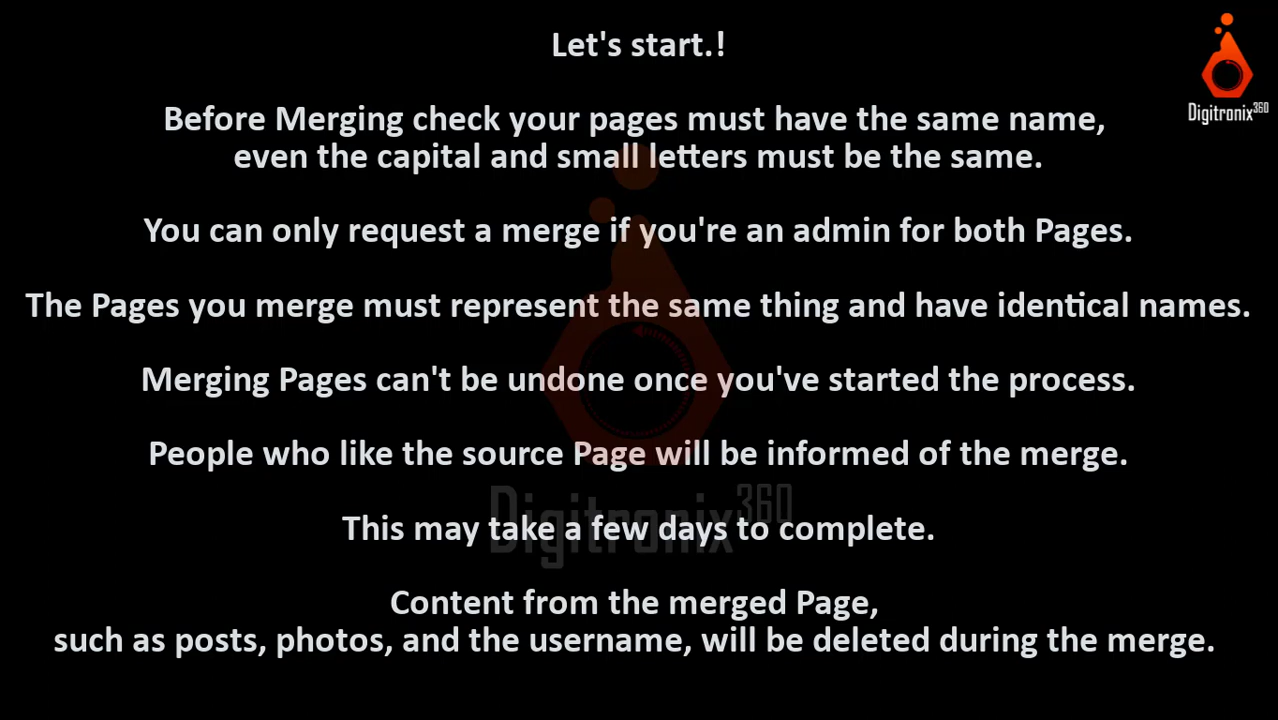 Let's start.!
Digitronix360
Before Merging check your pages must have the same name,
even the capital and small letters must be the same.
You can only request a merge if you're an admin for both Pages.
The Pages you merge must represent the same thing and have identical names.
Merging Pages can't be undone once you've started the process.
People who like the source Page will be informed of the merge.
Digitronix360
This may take a few days to complete.
Content from the merged Page,
such as posts, photos, and the username, will be deleted during the merge.